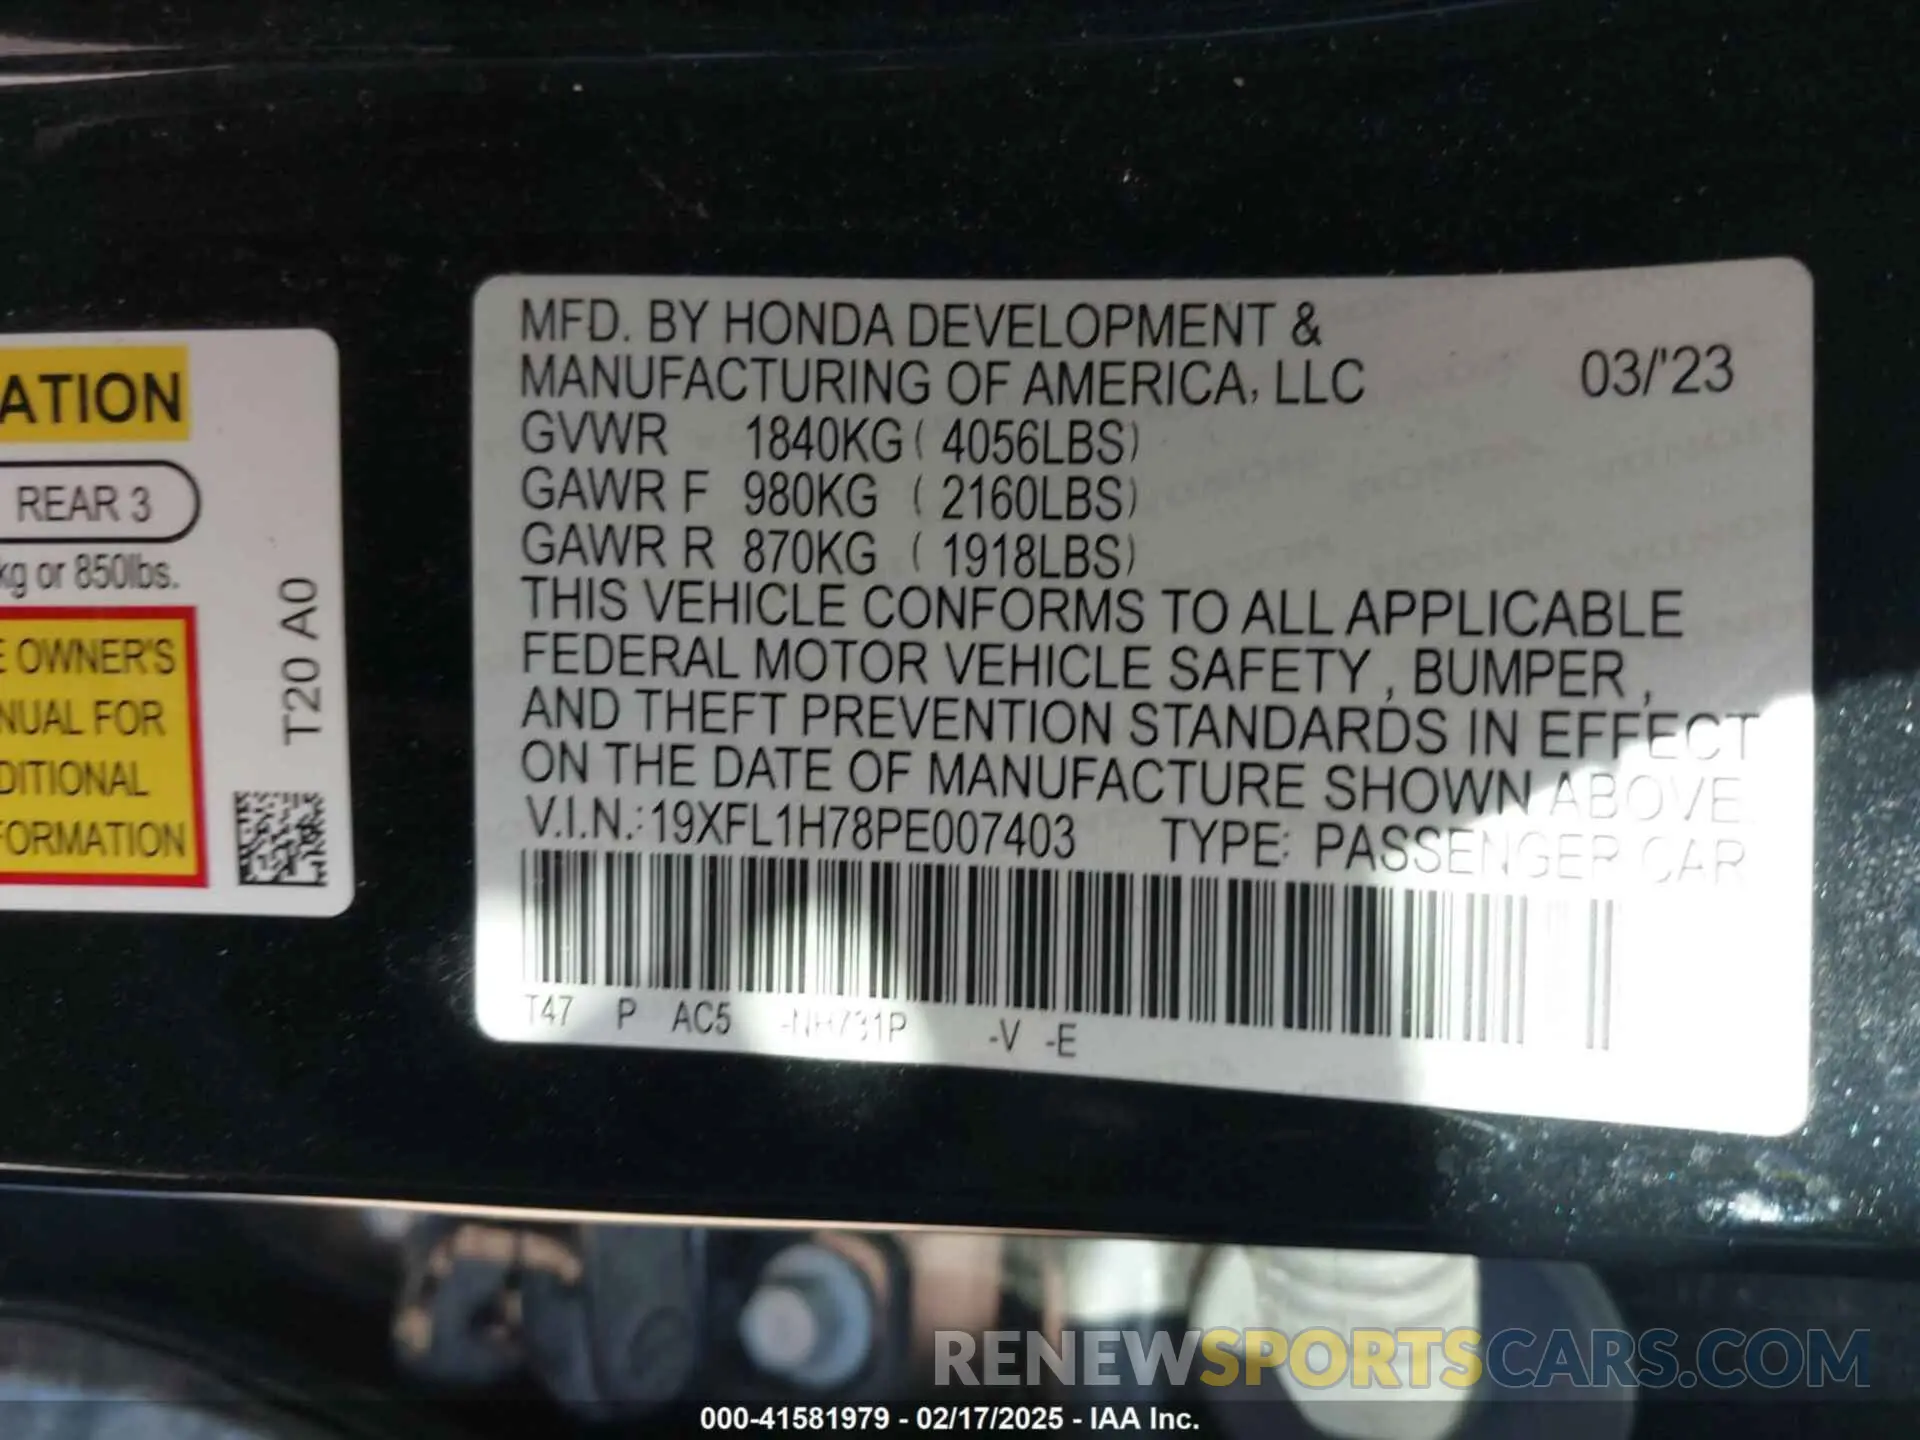 MFD. BY HONDA DEVELOPMENT &
MANUFACTURING OF AMERICA, LLC 03/'23
GVWR 1840KG ( 4056LBS)
GAWR F 980KG ( 2160LBS)
GAWR R 870KG ( 1918LBS)
THIS VEHICLE CONFORMS TO ALL APPLICABLE
FEDERAL MOTOR VEHICLE SAFETY , BUMPER ,
AND THEFT PREVENTION STANDARDS IN EFFECT
ON THE DATE OF MANUFACTURE SHOWN ABOVE.
V.I.N.: 19XFL1H78PE007403 TYPE: PASSENGER CAR
T47 P AC5 -NH731P -V -E
ATION
REAR 3
kg or 850lbs.
E OWNER'S
NUAL FOR
DITIONAL
FORMATION
T20 A0
RENEWSPORTSCARS.COM
000-41581979 - 02/17/2025 - IAA Inc.